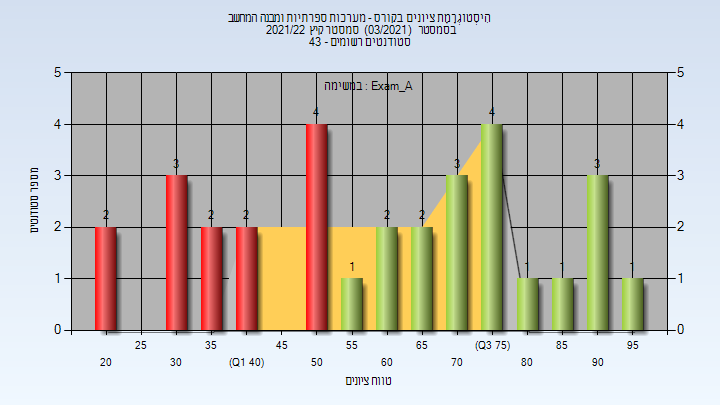 היסטוגרמת ציונים בקורס - מערכות ספרתיות ומבנה המחשב
בסמסטר (03/2021) סמסטר קיץ 2021/22
סטודנטים רשומים - 43
במשימה : Exam_A
מספר סטודנטים
5 5
4 4
3 3
2 2
1 1
0 0
2 3 2 2 4 1 2 2 3 4 1 1 3 1
25 35 45 55 65 (Q3 75) 85 95
20 30 (Q1 40) 50 60 70 80 90
טווח ציונים